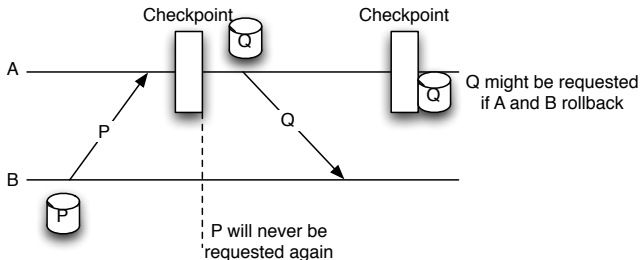 Checkpoint
Checkpoint
Q
A
Q
Q might be requested
if A and B rollback
P
Q
B
P
P will never be
requested again